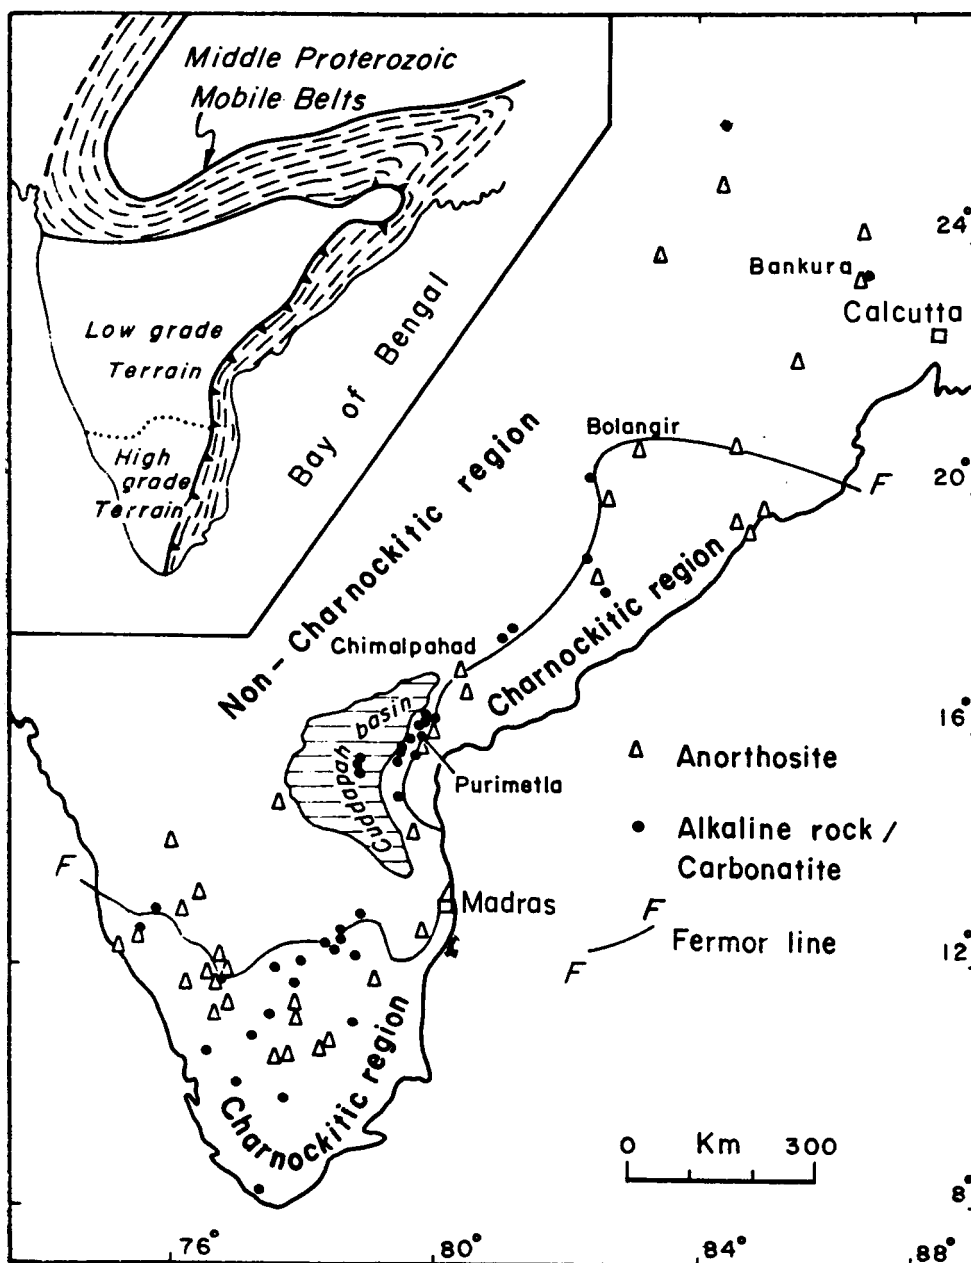 Middle Proterozoic
Mobile Belts
Low grade
Terrain
High
grade
Terrain
Bay of Bengal
24°
Bankura
Calcutta
Non-Charnockitic region
Bolangir
20°
F
Charnockitic region
Chimalpahad
Cuddapah basin
16°
Purimetla
Δ Anorthosite
● Alkaline rock /
Carbonatite
F
Madras
F
Fermor line
F
12°
Charnockitic region
0 Km 300
8°
76° 80° 84° 88°